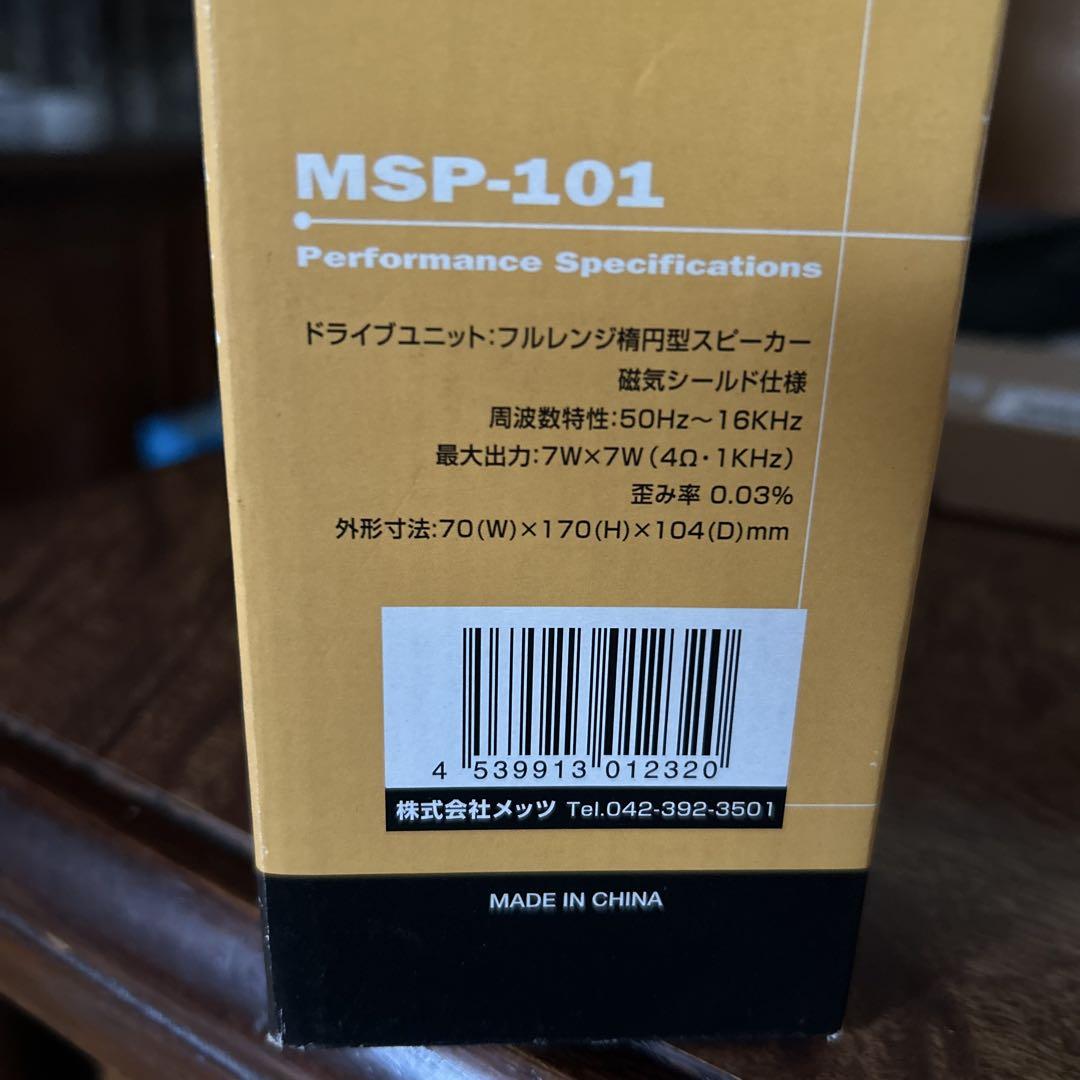 MSP-101
Performance Specifications
ドライブユニット:フルレンジ楕円型スピーカー
磁気シールド仕様
周波数特性:50Hz～16KHz
最大出力:7W×7W(4Ω・1KHz)
歪み率 0.03%
外形寸法:70(W)×170(H)×104(D)mm
4 539913 012320
株式会社メッツ Tel.042-392-3501
MADE IN CHINA